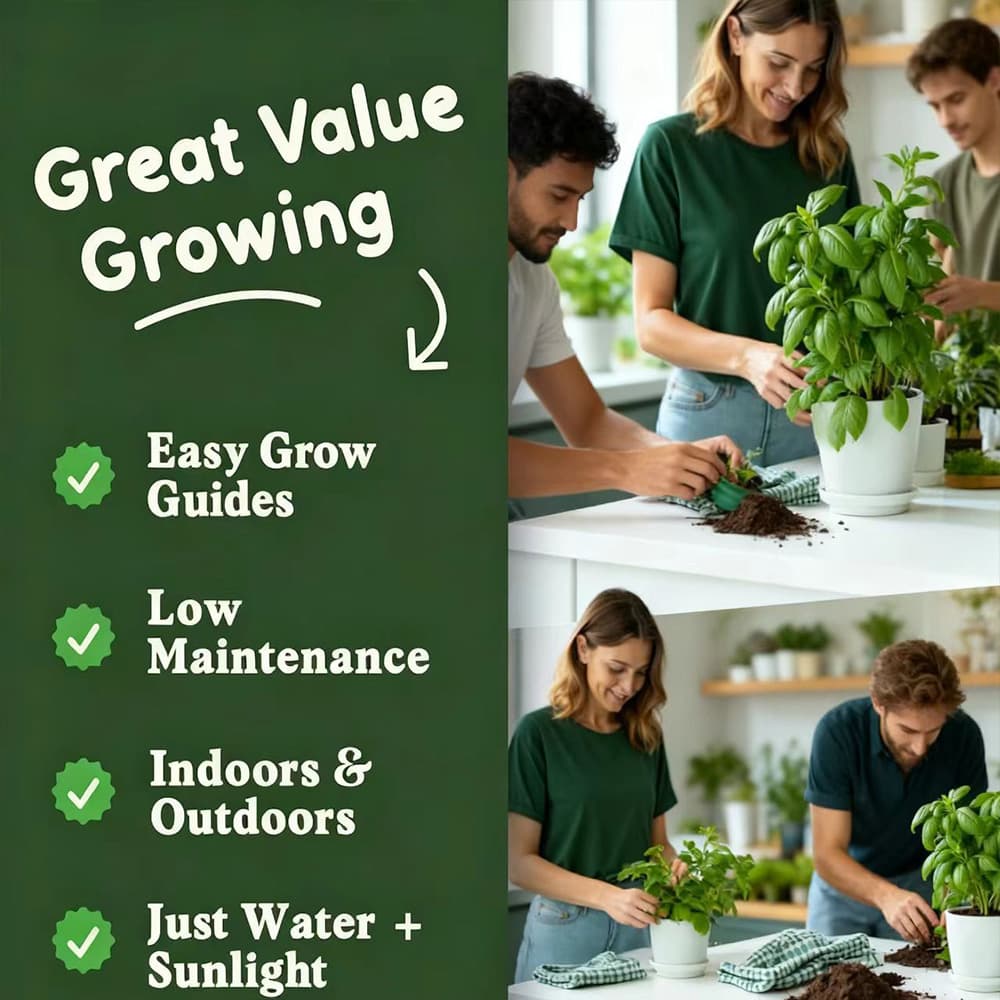 Great Value
Growing
Easy Grow
Guides
Low
Maintenance
Indoors &
Outdoors
Just Water +
Sunlight